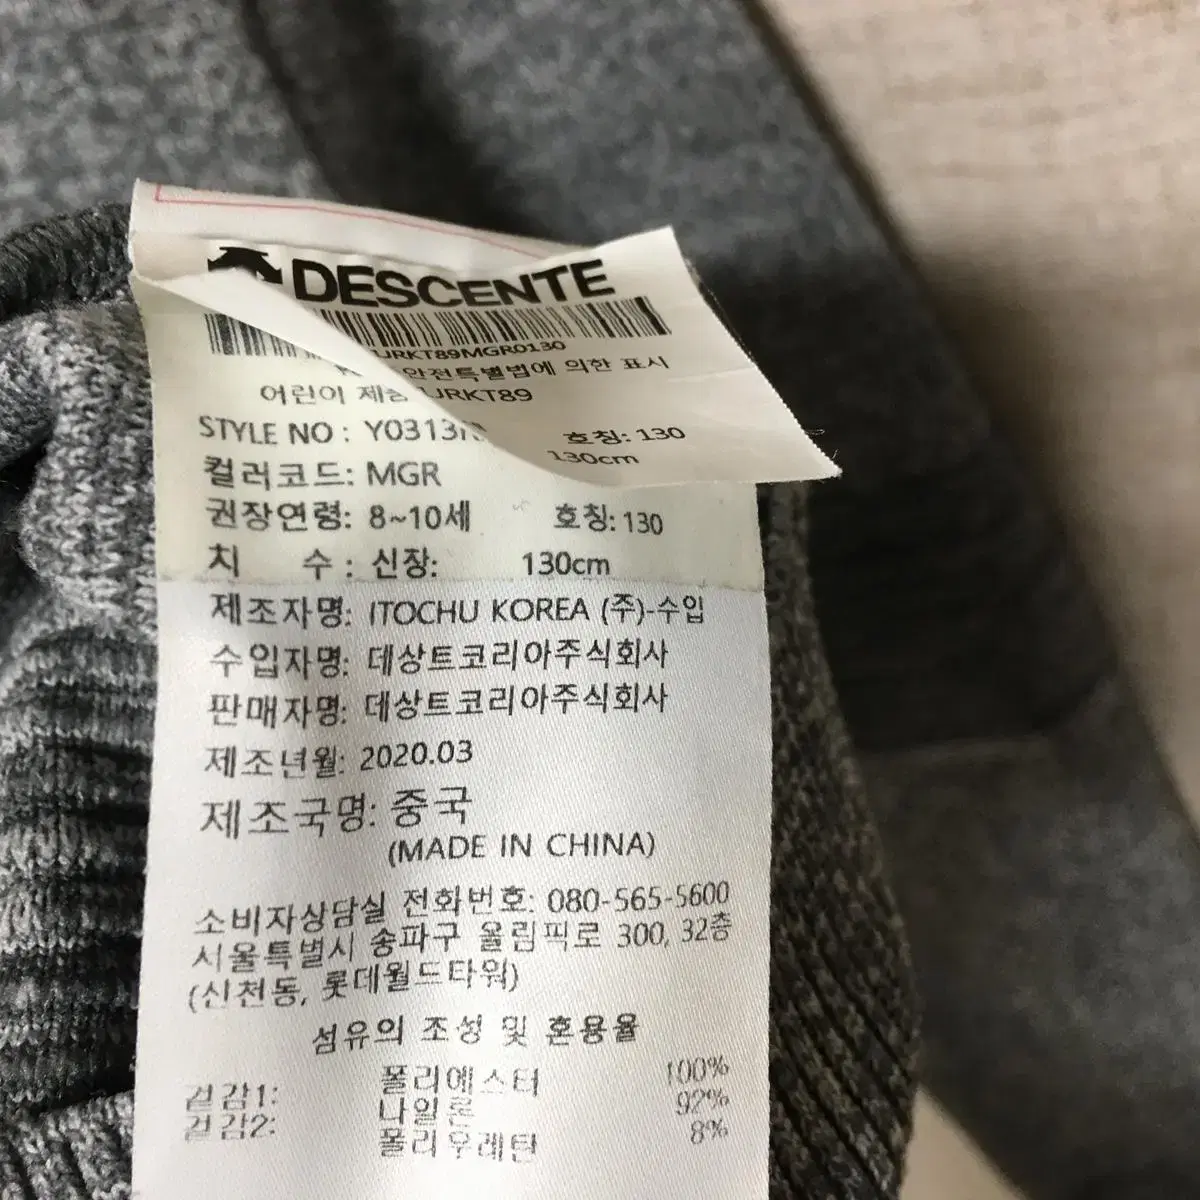 DESCENTE
JRKT89MGR0130
안전특별법에 의한 표시
어린이 제품 JRKT89
STYLE NO : Y0313
호칭: 130
130cm
컬러코드: MGR
권장연령: 8~10세 호칭: 130
치 수 : 신장: 130cm
제조자명: ITOCHU KOREA (주)-수입
수입자명: 데상트코리아주식회사
판매자명: 데상트코리아주식회사
제조년월: 2020.03
제조국명: 중국
(MADE IN CHINA)
소비자상담실 전화번호: 080-565-5600
서울특별시 송파구 올림픽로 300, 32층
(신천동, 롯데월드타워)
섬유의 조성 및 혼용율
겉감1: 폴리에스터 100%
겉감2: 나일론 92%
폴리우레탄 8%